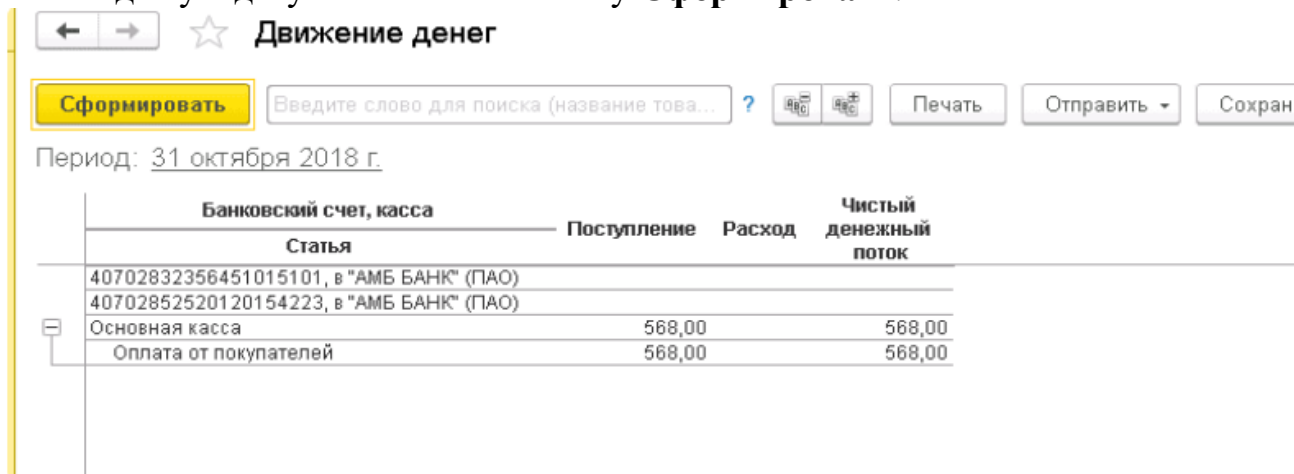 Движение денег
Сформировать Введите слово для поиска (название това... ? Печать Отправить Сохран
Период: 31 октября 2018 г.
Банковский счет, касса Поступление Расход Чистый денежный поток
Статья
40702832356451015101, в "АМБ БАНК" (ПАО)
40702852520120154223, в "АМБ БАНК" (ПАО)
Основная касса 568,00 568,00
Оплата от покупателей 568,00 568,00